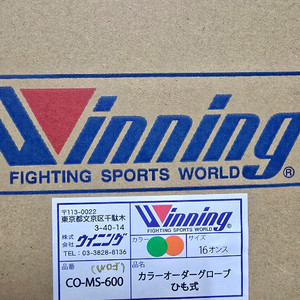 Winning®
FIGHTING SPORTS WORLD
〒113-0022
東京都文京区千駄木
3-40-14
株式会社 ウイニング
TEL. 03-3828-8136
Winning®
FIGHTING SPORTS WORLD
カラー
サイズ
16オンス
品番
CO-MS-600
品名
カラーオーダーグローブ
ひも式